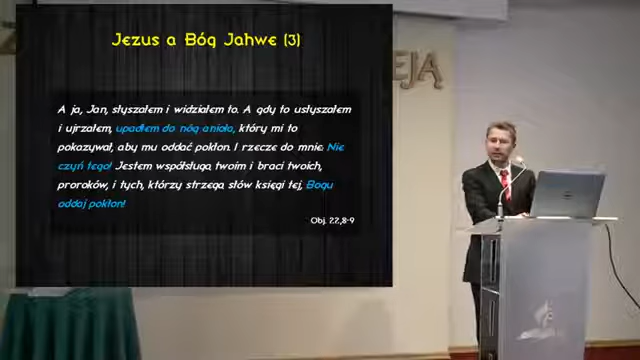 Jezus a Bóg Jahwe (3)
A ja, Jan, słyszałem i widziałem to. A gdy to usłyszałem
i ujrzałem, upadłem do nóg anioła, który mi to
pokazywał, aby mu oddać pokłon. I rzecze do mnie: Nie
czyń tego! Jestem współsługą twoim i braci twoich,
proroków, i tych, którzy strzegą słów księgi tej, Bogu
oddaj pokłon!
Obj. 22,8-9
EJA